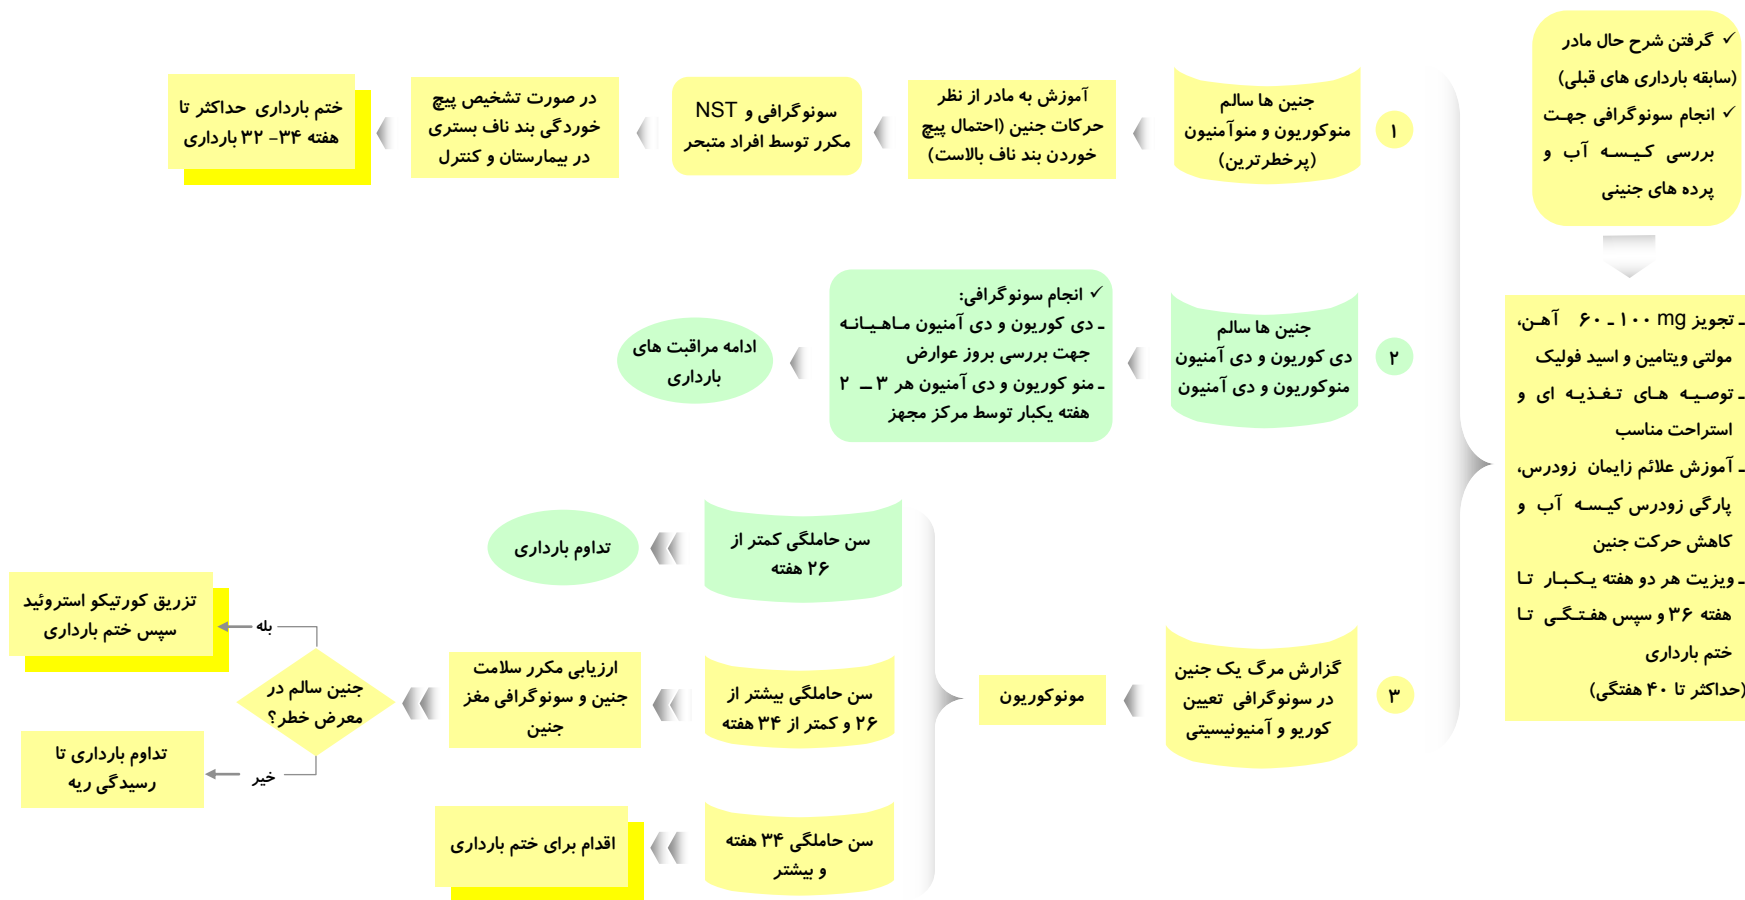 ✓ گرفتن شرح حال مادر
(سابقه بارداری های قبلی)
✓ انجام سونوگرافی جهت
بررسی کیسه آب و
پرده های جنینی
ـ تجویز ۶۰ ـ ۱۰۰ mg آهن،
مولتی ویتامین و اسید فولیک
ـ توصیه های تغذیه ای و
استراحت مناسب
ـ آموزش علائم زایمان زودرس،
پارگی زودرس کیسه آب و
کاهش حرکت جنین
ـ ویزیت هر دو هفته یکبار تا
هفته ۳۶ و سپس هفتگی تا
ختم بارداری
(حداکثر تا ۴۰ هفتگی)
۱
جنین ها سالم
منوکوریون و منوآمنیون
(پرخطرترین)
آموزش به مادر از نظر
حرکات جنین (احتمال پیچ
خوردن بند ناف بالاست)
سونوگرافی و NST
مکرر توسط افراد متبحر
در صورت تشخیص پیچ
خوردگی بند ناف بستری
در بیمارستان و کنترل
ختم بارداری حداکثر تا
هفته ۳۴- ۳۲ بارداری
۲
جنین ها سالم
دی کوریون و دی آمنیون
منوکوریون و دی آمنیون
✓ انجام سونوگرافی:
ـ دی کوریون و دی آمنیون ماهیانه
جهت بررسی بروز عوارض
ـ منو کوریون و دی آمنیون هر ۳ ــ ۲
هفته یکبار توسط مرکز مجهز
ادامه مراقبت های
بارداری
۳
گزارش مرگ یک جنین
در سونوگرافی تعیین
کوریو و آمنیونیسیتی
مونوکوریون
سن حاملگی کمتر از
۲۶ هفته
تداوم بارداری
سن حاملگی بیشتر از
۲۶ و کمتر از ۳۴ هفته
ارزیابی مکرر سلامت
جنین و سونوگرافی مغز
جنین
جنین سالم در
معرض خطر؟
بله
تزریق کورتیکو استروئید
سپس ختم بارداری
خیر
تداوم بارداری تا
رسیدگی ریه
سن حاملگی ۳۴ هفته
و بیشتر
اقدام برای ختم بارداری